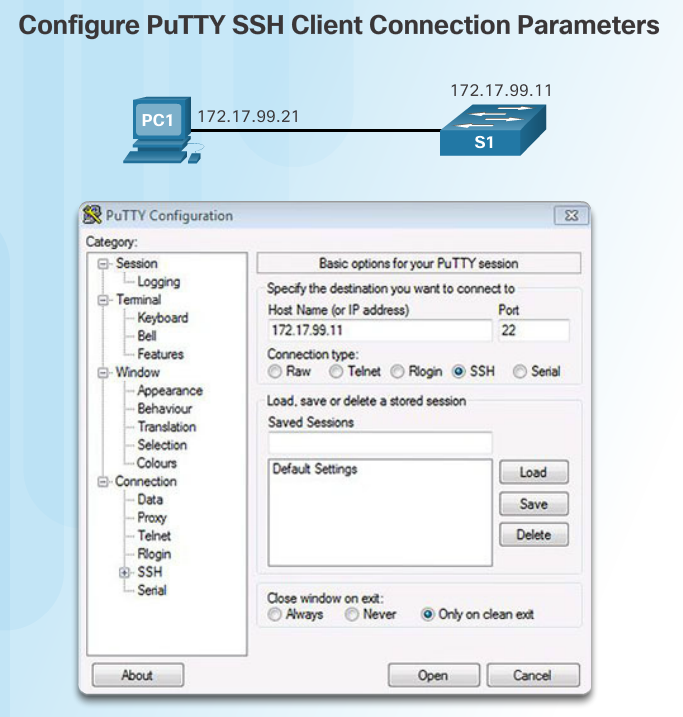 Configure PuTTY SSH Client Connection Parameters
172.17.99.11
PC1
172.17.99.21
S1
PuTTY Configuration
Category:
Session
Logging
Terminal
Keyboard
Bell
Features
Window
Appearance
Behaviour
Translation
Selection
Colours
Connection
Data
Proxy
Telnet
Rlogin
SSH
Serial
Basic options for your PuTTY session
Specify the destination you want to connect to
Host Name (or IP address) Port
172.17.99.11 22
Connection type:
Raw Telnet Rlogin SSH Serial
Load, save or delete a stored session
Saved Sessions
Default Settings
Load
Save
Delete
Close window on exit:
Always Never Only on clean exit
About Open Cancel